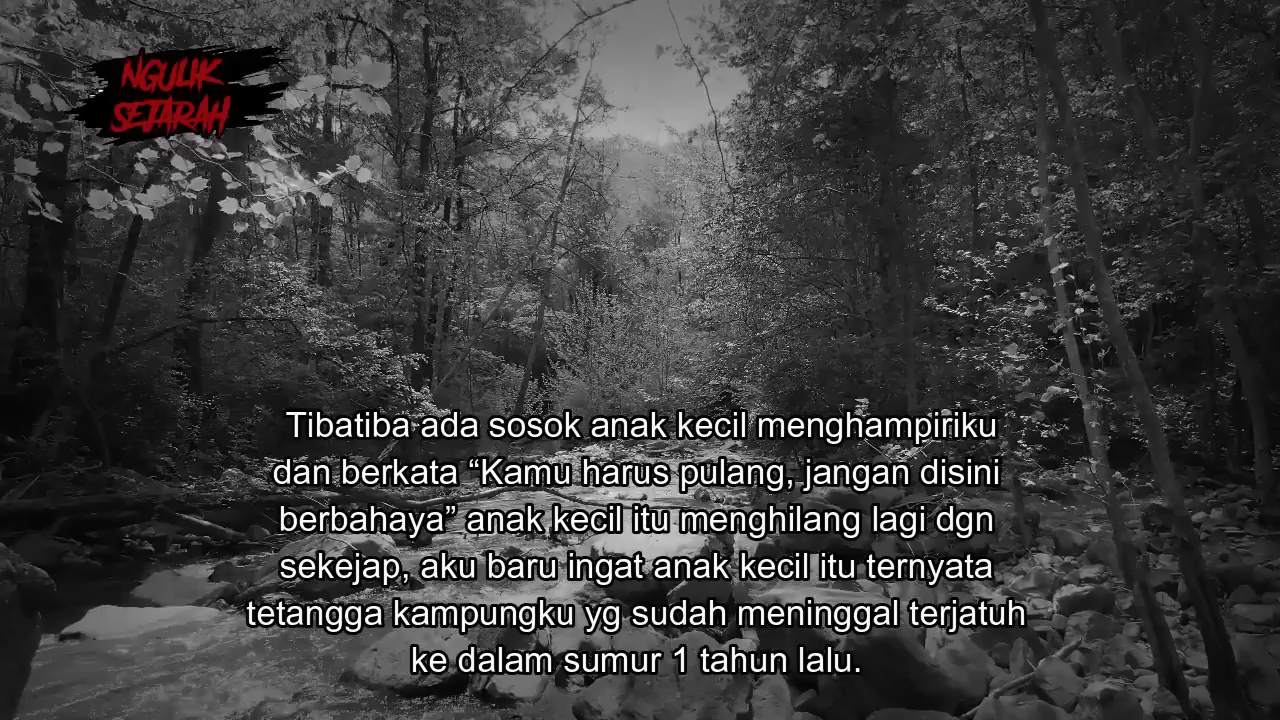 NGULIK
SEJARAH
Tibatiba ada sosok anak kecil menghampiriku
dan berkata “Kamu harus pulang, jangan disini
berbahaya” anak kecil itu menghilang lagi dgn
sekejap, aku baru ingat anak kecil itu ternyata
tetangga kampungku yg sudah meninggal terjatuh
ke dalam sumur 1 tahun lalu.